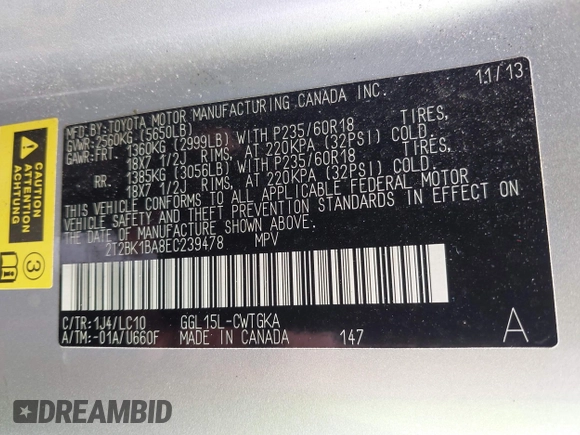 11/13
MFD.BY:TOYOTA MOTOR MANUFACTURING CANADA INC.
GVWR:2560KG (5650LB)
GAWR:FRT. 1360KG (2999LB) WITH P235/60R18 TIRES,
18X7 1/2J RIMS, AT 220KPA (32PSI) COLD.
RR. 1385KG (3056LB) WITH P235/60R18 TIRES,
18X7 1/2J RIMS, AT 220KPA (32PSI) COLD.
THIS VEHICLE CONFORMS TO ALL APPLICABLE FEDERAL MOTOR
VEHICLE SAFETY AND THEFT PREVENTION STANDARDS IN EFFECT ON
THE DATE OF MANUFACTURE SHOWN ABOVE.
2T2BK1BA8EC239478 MPV
C/TR:1J4/LC10 GGL15L-CWTGKA
A/TM:-01A/U660F MADE IN CANADA 147 A
CAUTION
ATTENTION
ACHTUNG
3
DREAMBID